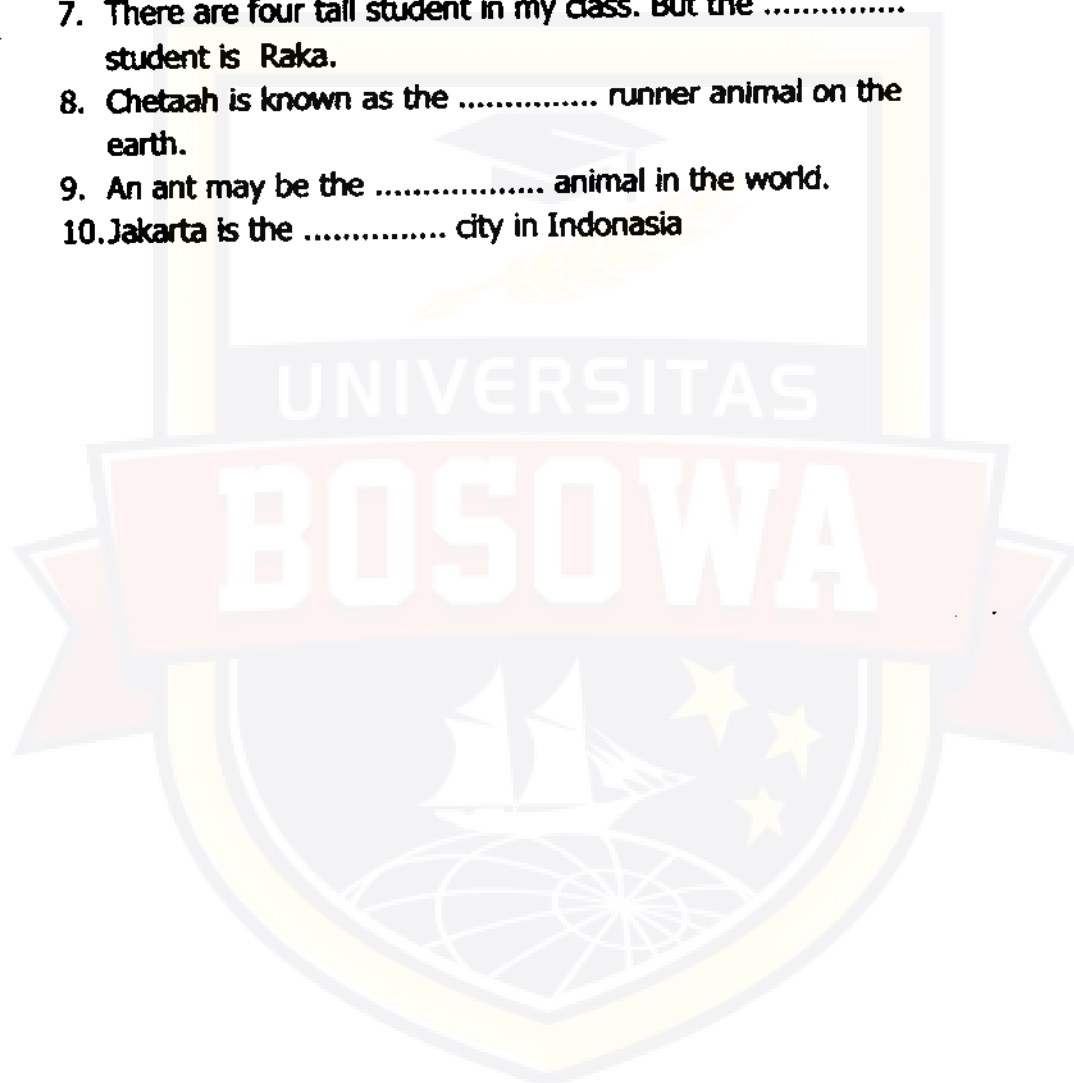 7. There are four tall student in my class. But the ...............
student is Raka.
8. Chetaah is known as the ............... runner animal on the
earth.
9. An ant may be the .................. animal in the world.
10.Jakarta is the ............... city in Indonasia
UNIVERSITAS
BOSOWA